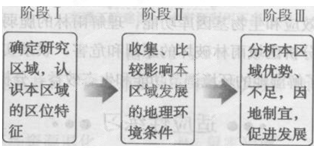 阶段Ⅰ
阶段Ⅱ
阶段Ⅲ
确定研究
区域，认
识本区域
的区位特
征
收集、比
较影响本
区域发展
的地理环
境条件
分析本区
域优势、
不足，因
地制宜，
促进发展